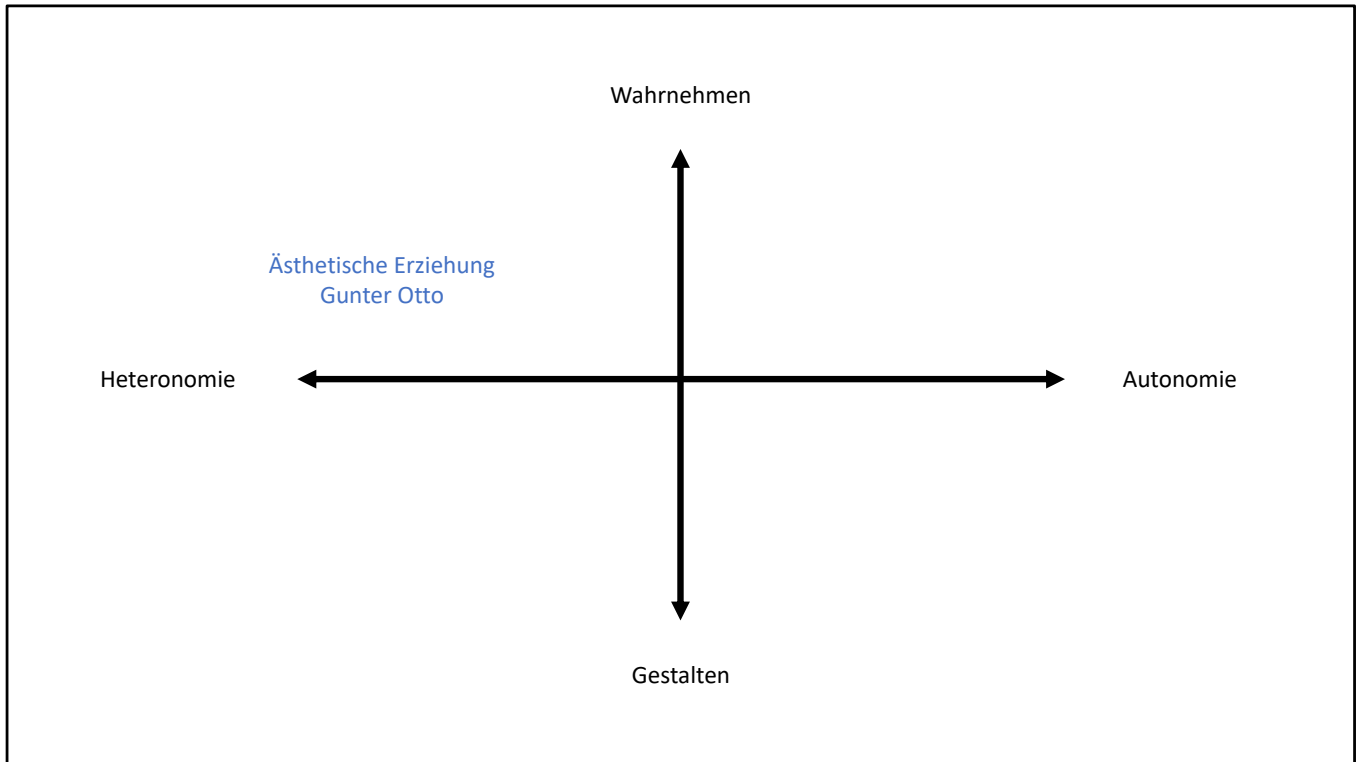 Wahrnehmen
Ästhetische Erziehung
Gunter Otto
Heteronomie
Autonomie
Gestalten